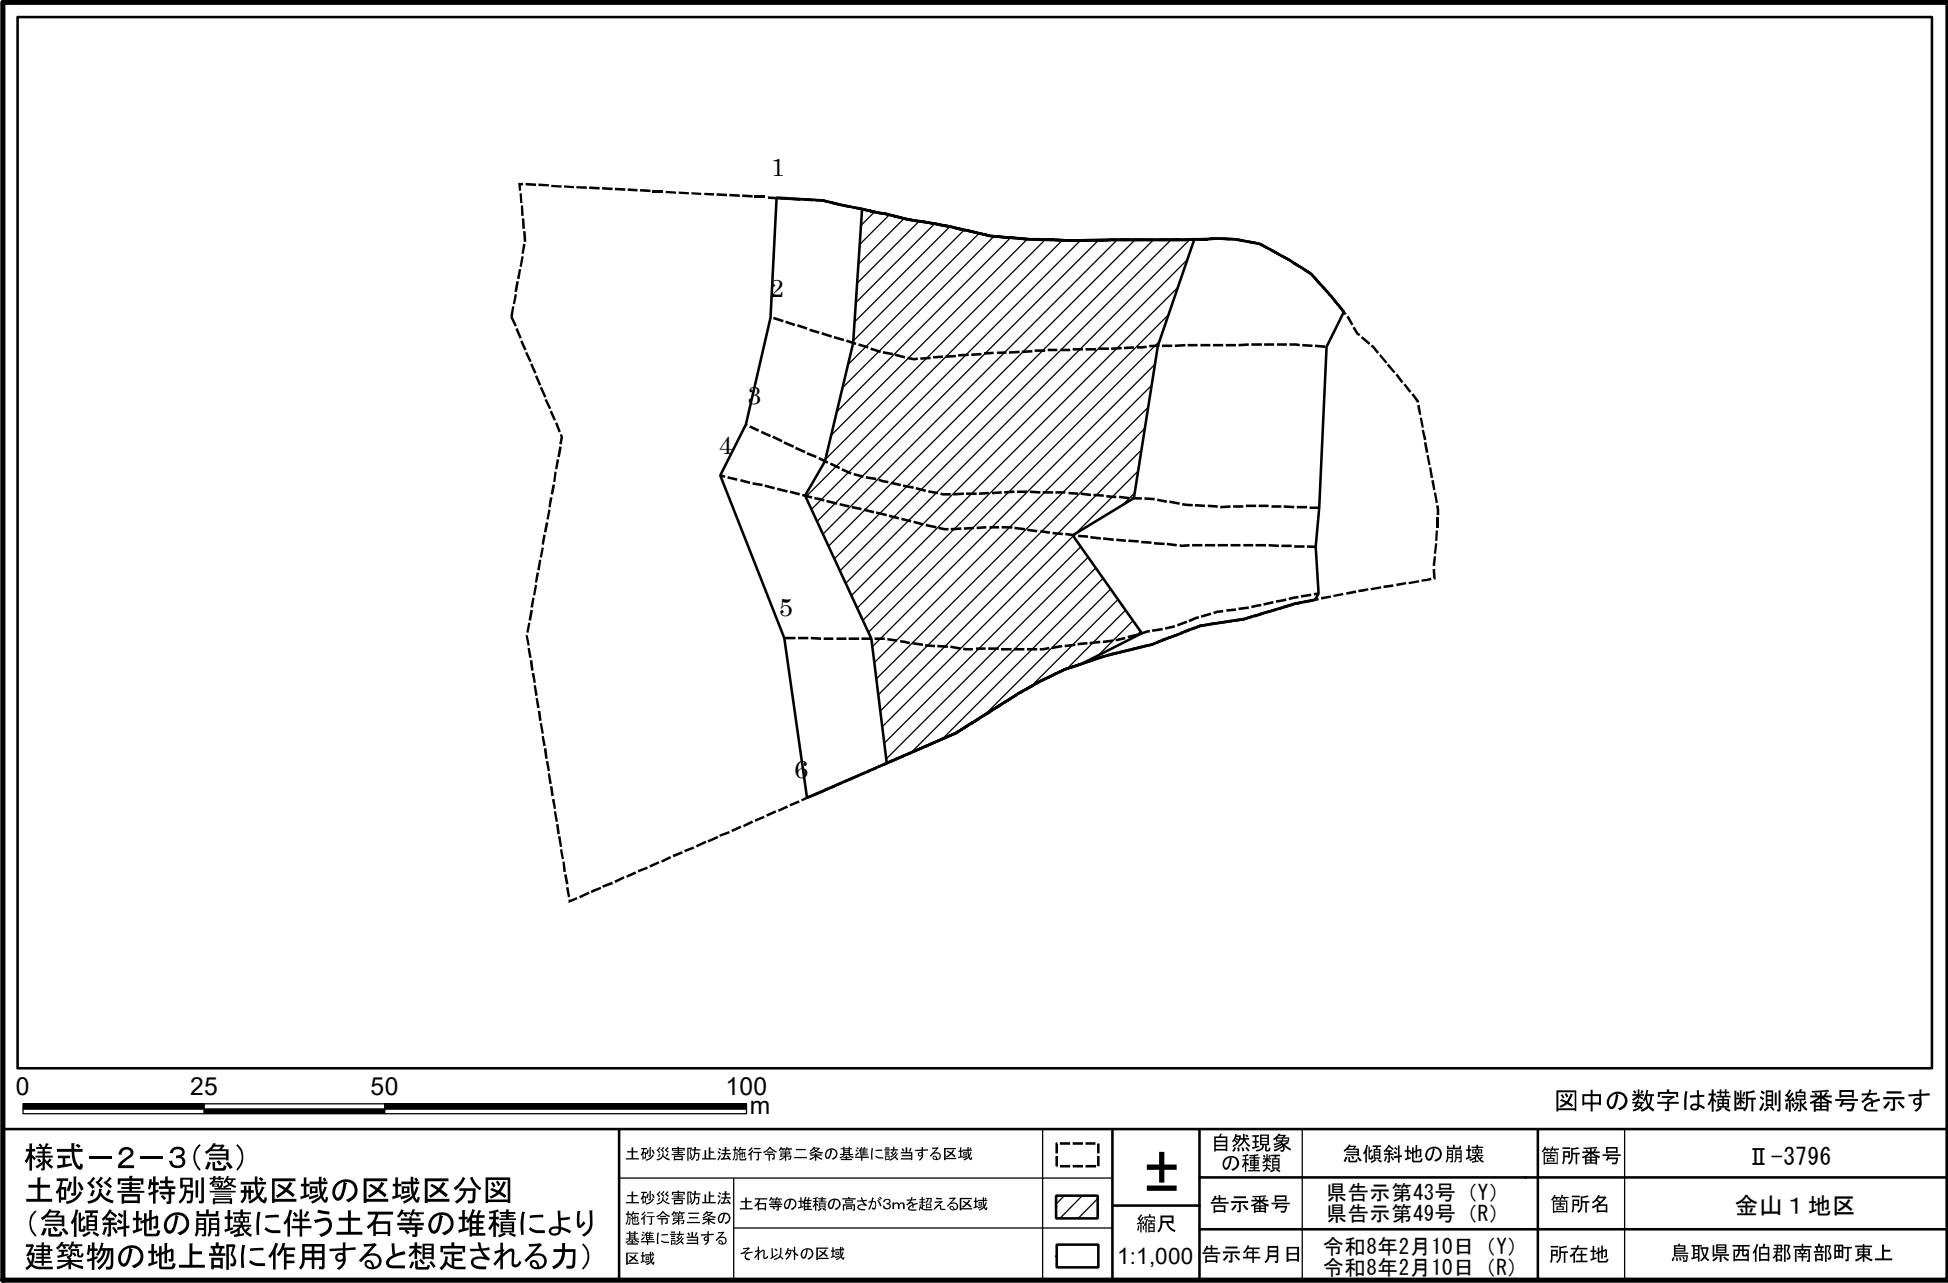 1
2
3
4
5
6
0 25 50 100
m
図中の数字は横断測線番号を示す
様式－2－3(急)
土砂災害特別警戒区域の区域区分図
(急傾斜地の崩壊に伴う土石等の堆積により
建築物の地上部に作用すると想定される力)
土砂災害防止法施行令第二条の基準に該当する区域
土砂災害防止法
施行令第三条の
基準に該当する
区域
土石等の堆積の高さが3mを超える区域
それ以外の区域
縮尺
1:1,000
自然現象
の種類
急傾斜地の崩壊
箇所番号
Ⅱ-3796
告示番号
県告示第43号 (Y)
県告示第49号 (R)
箇所名
金山1地区
告示年月日
令和8年2月10日 (Y)
令和8年2月10日 (R)
所在地
鳥取県西伯郡南部町東上